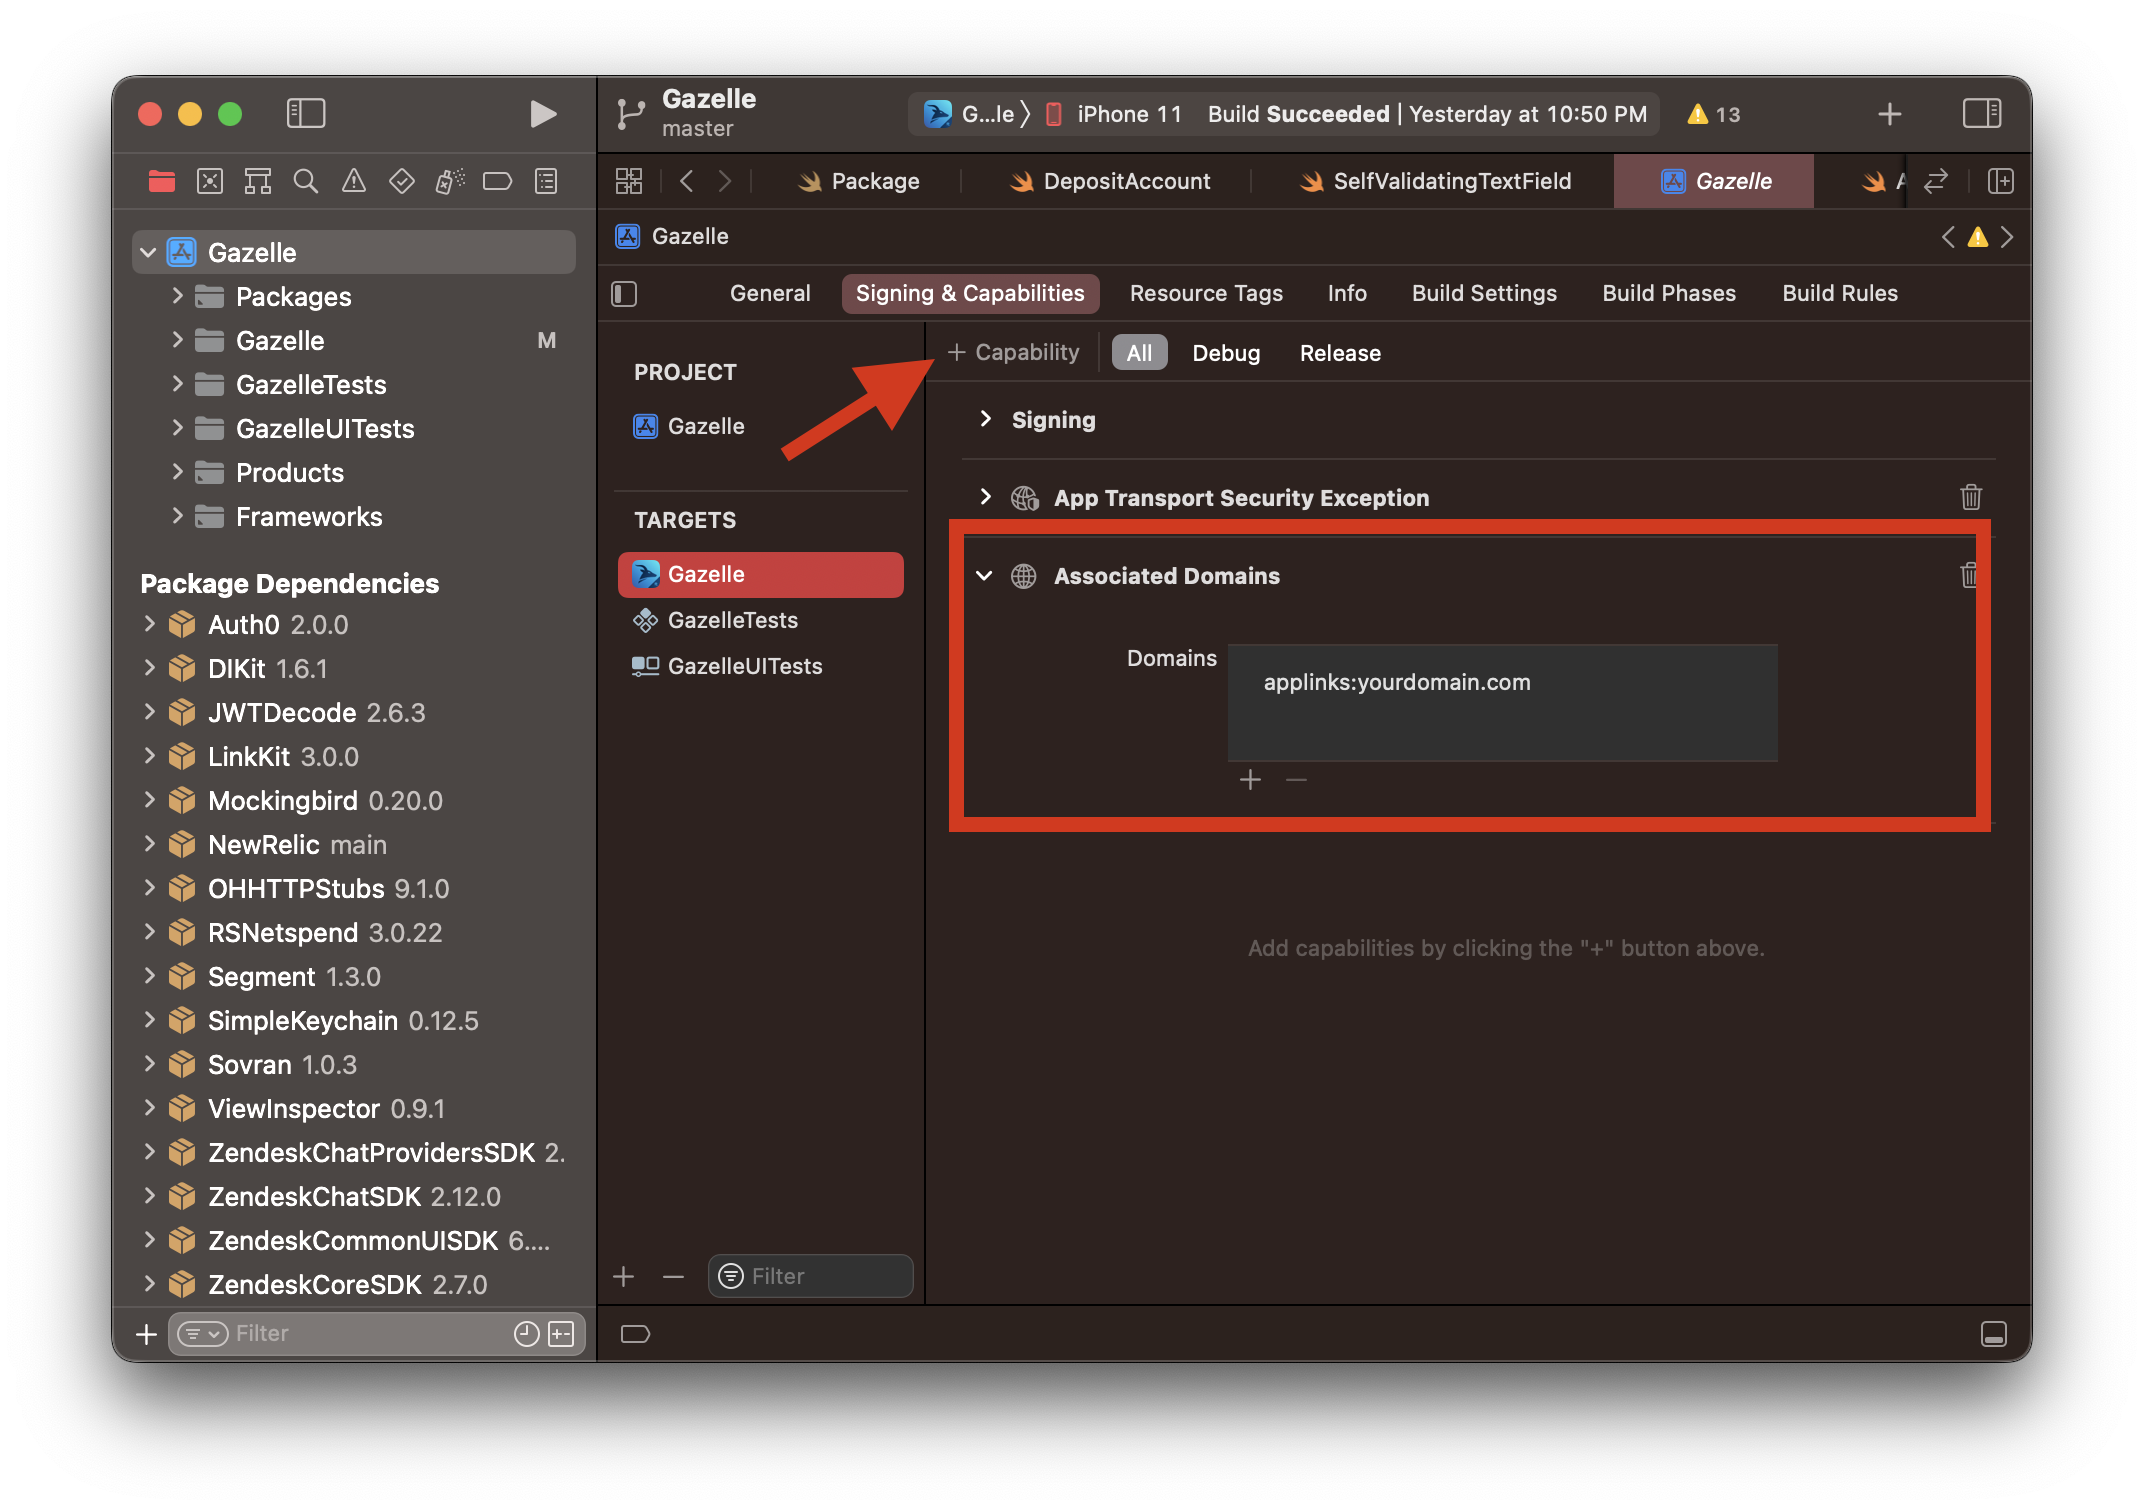 Gazelle
master
G...le
iPhone 11
Build Succeeded | Yesterday at 10:50 PM
13
Package
DepositAccount
SelfValidatingTextField
Gazelle
A
Gazelle
General
Signing & Capabilities
Resource Tags
Info
Build Settings
Build Phases
Build Rules
Gazelle
Packages
Gazelle M
GazelleTests
GazelleUITests
Products
Frameworks
Package Dependencies
Auth0 2.0.0
DIKit 1.6.1
JWTDecode 2.6.3
LinkKit 3.0.0
Mockingbird 0.20.0
NewRelic main
OHHTTPStubs 9.1.0
RSNetspend 3.0.22
Segment 1.3.0
SimpleKeychain 0.12.5
Sovran 1.0.3
ViewInspector 0.9.1
ZendeskChatProvidersSDK 2.
ZendeskChatSDK 2.12.0
ZendeskCommonUISDK 6....
ZendeskCoreSDK 2.7.0
Filter
PROJECT
Gazelle
TARGETS
Gazelle
GazelleTests
GazelleUITests
Filter
+ Capability
All
Debug
Release
Signing
App Transport Security Exception
Associated Domains
Domains
applinks:yourdomain.com
Add capabilities by clicking the "+" button above.